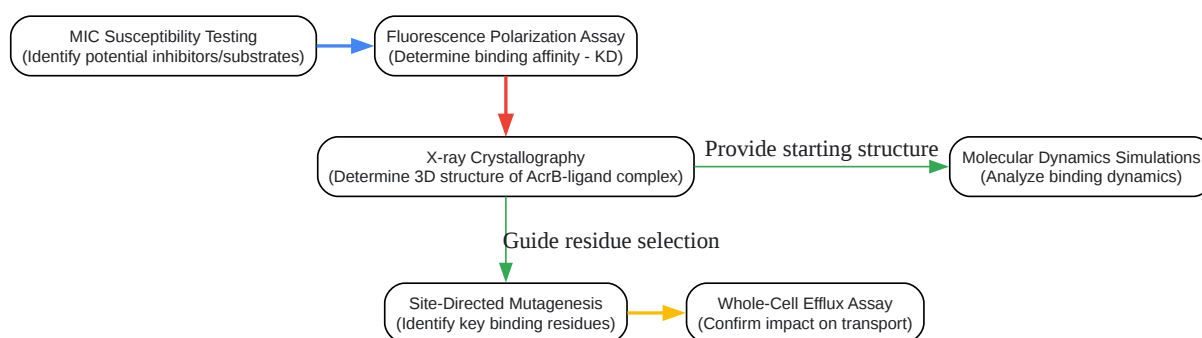 MIC Susceptibility Testing
(Identify potential inhibitors/substrates)
Fluorescence Polarization Assay
(Determine binding affinity - KD)
X-ray Crystallography
(Determine 3D structure of AcrB-ligand complex)
Provide starting structure
Molecular Dynamics Simulations
(Analyze binding dynamics)
Guide residue selection
Site-Directed Mutagenesis
(Identify key binding residues)
Whole-Cell Efflux Assay
(Confirm impact on transport)